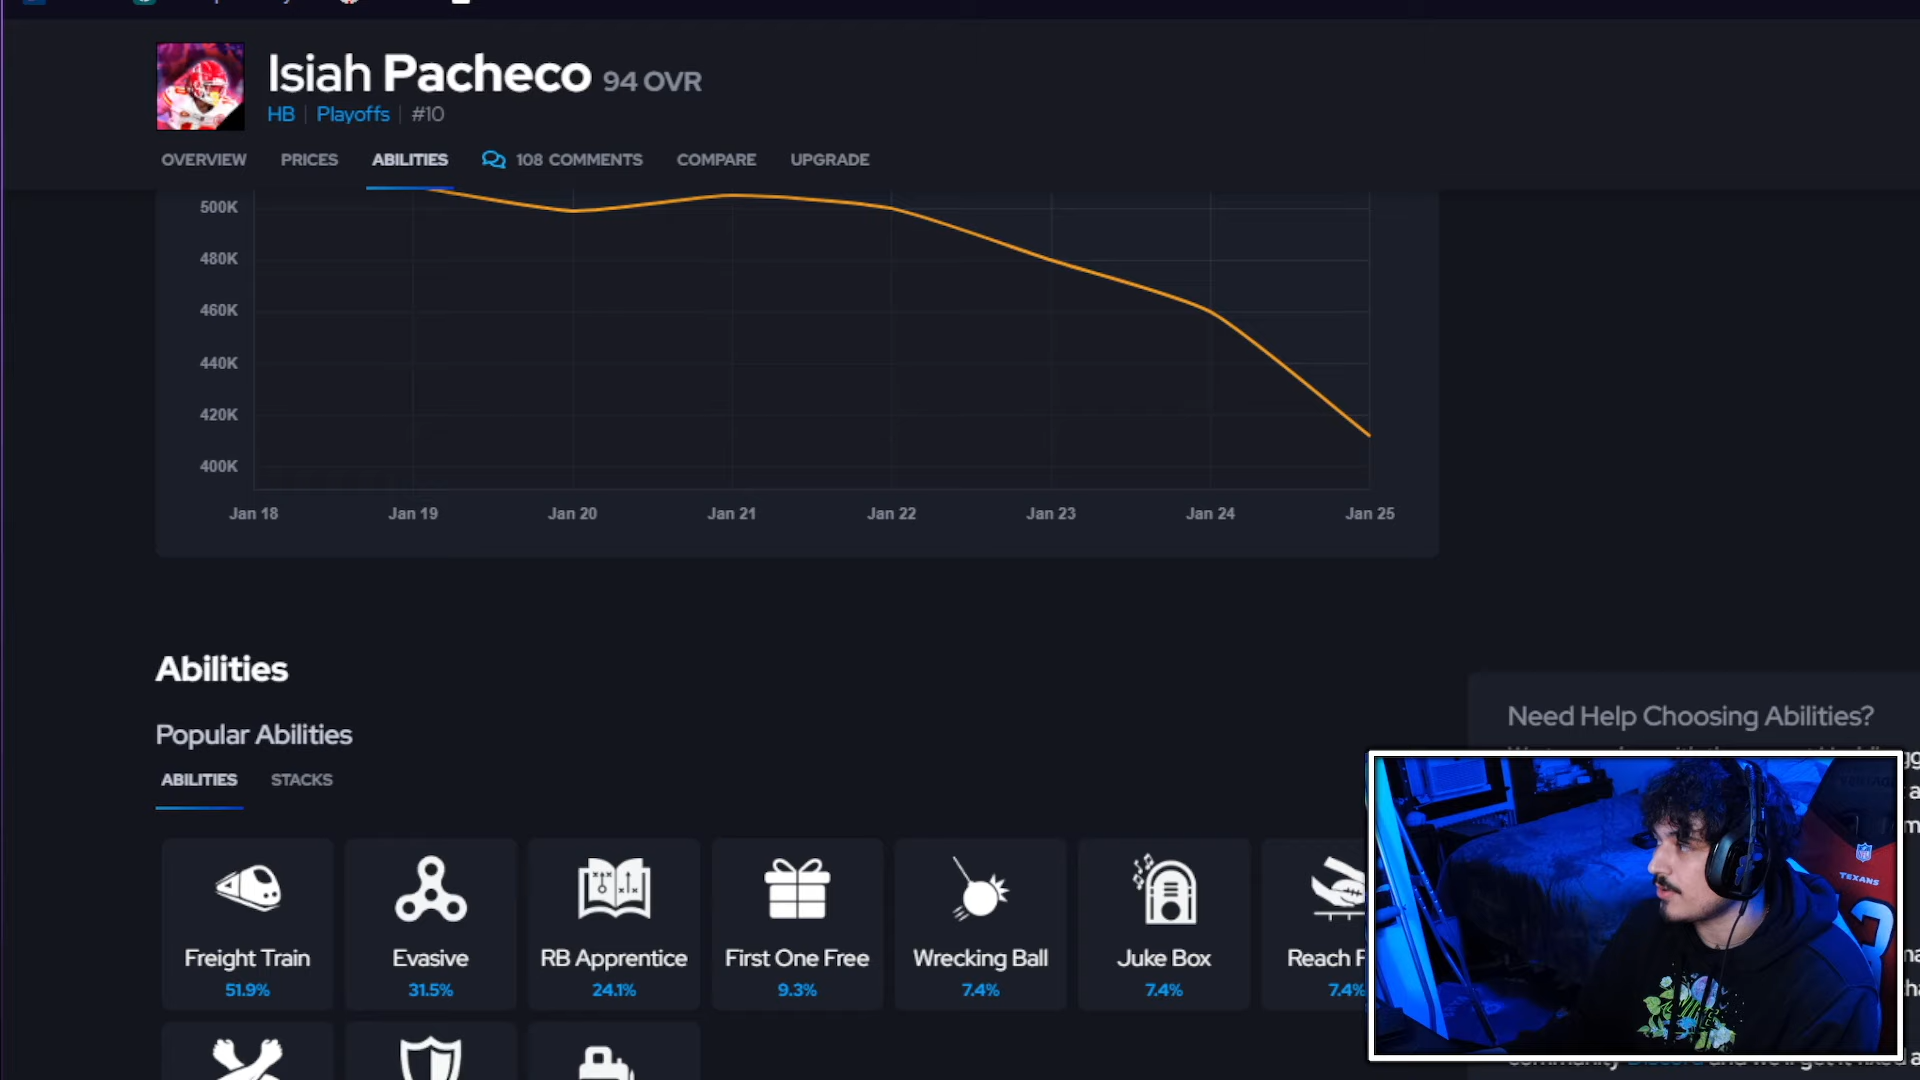 Isiah Pacheco 94 OVR
HB | Playoffs | #10
OVERVIEW PRICES ABILITIES 108 COMMENTS COMPARE UPGRADE
500K
480K
460K
440K
420K
400K
Jan 18 Jan 19 Jan 20 Jan 21 Jan 22 Jan 23 Jan 24 Jan 25
Abilities
Popular Abilities
ABILITIES STACKS
Need Help Choosing Abilities?
Freight Train
51.9%
Evasive
31.5%
RB Apprentice
24.1%
First One Free
9.3%
Wrecking Ball
7.4%
Juke Box
7.4%
Reach F
7.4%
NFL
TEXANS